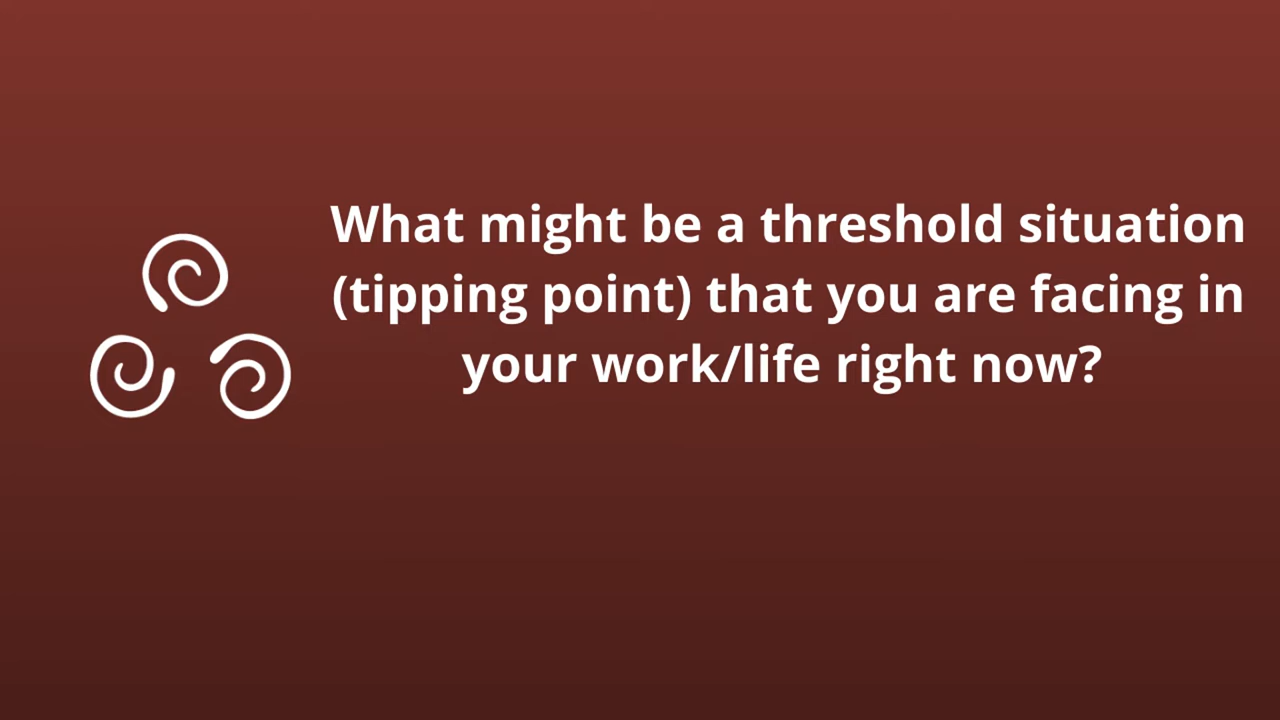 What might be a threshold situation
(tipping point) that you are facing in
your work/life right now?